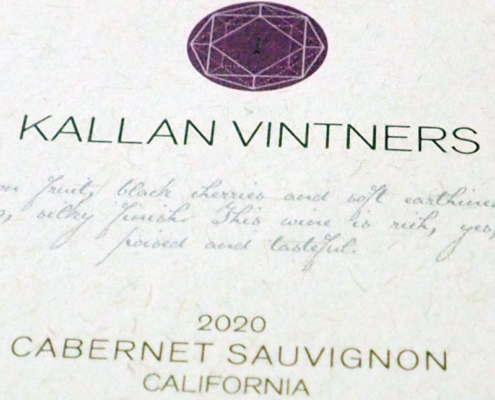 KALLAN VINTNERS
fruit, black cherries and soft
silky finish. This wine is rich, yes,
poised and tasteful.
2020
CABERNET SAUVIGNON
CALIFORNIA